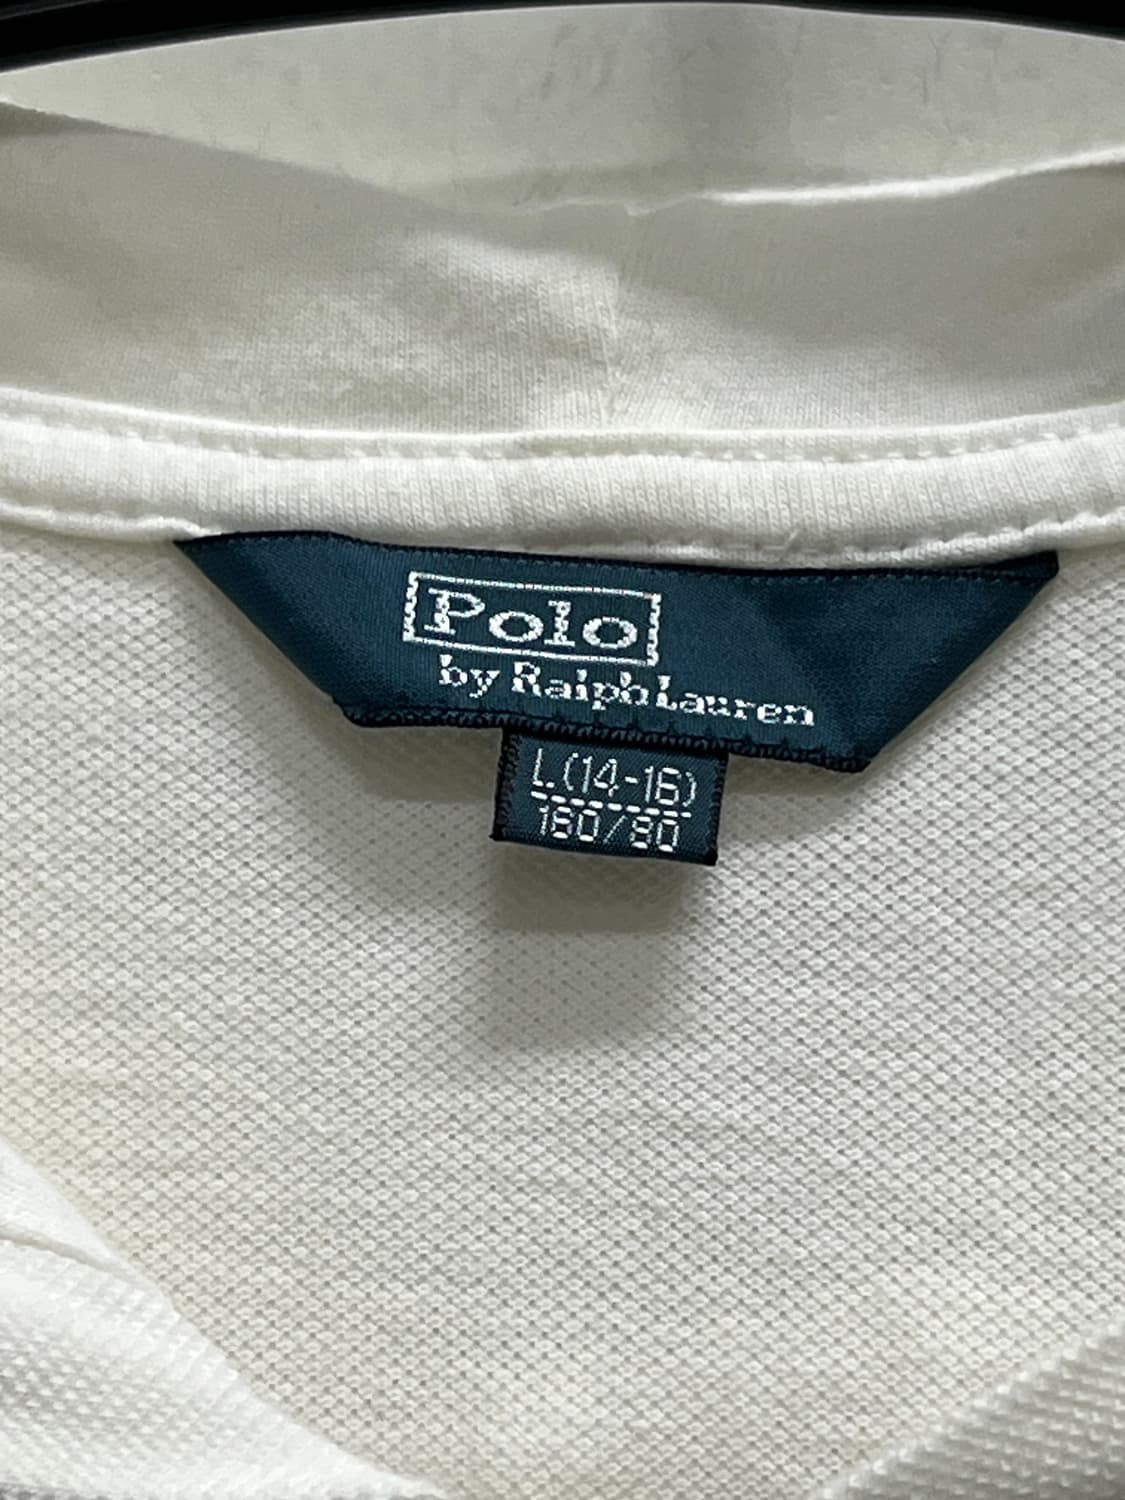 Polo
by Ralph Lauren
L(14-16)
160/80